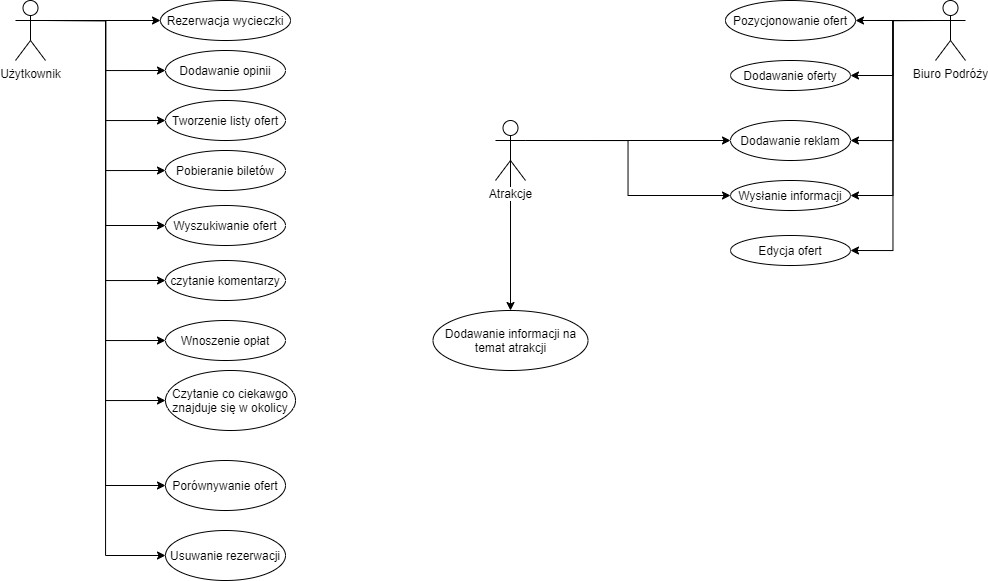 Użytkownik
Rezerwacja wycieczki
Dodawanie opinii
Tworzenie listy ofert
Pobieranie biletów
Wyszukiwanie ofert
czytanie komentarzy
Wnoszenie opłat
Czytanie co ciekawgo
znajduje się w okolicy
Porównywanie ofert
Usuwanie rezerwacji
Atrakcje
Dodawanie informacji na
temat atrakcji
Pozycjonowanie ofert
Dodawanie oferty
Dodawanie reklam
Wysłanie informacji
Edycja ofert
Biuro Podróży